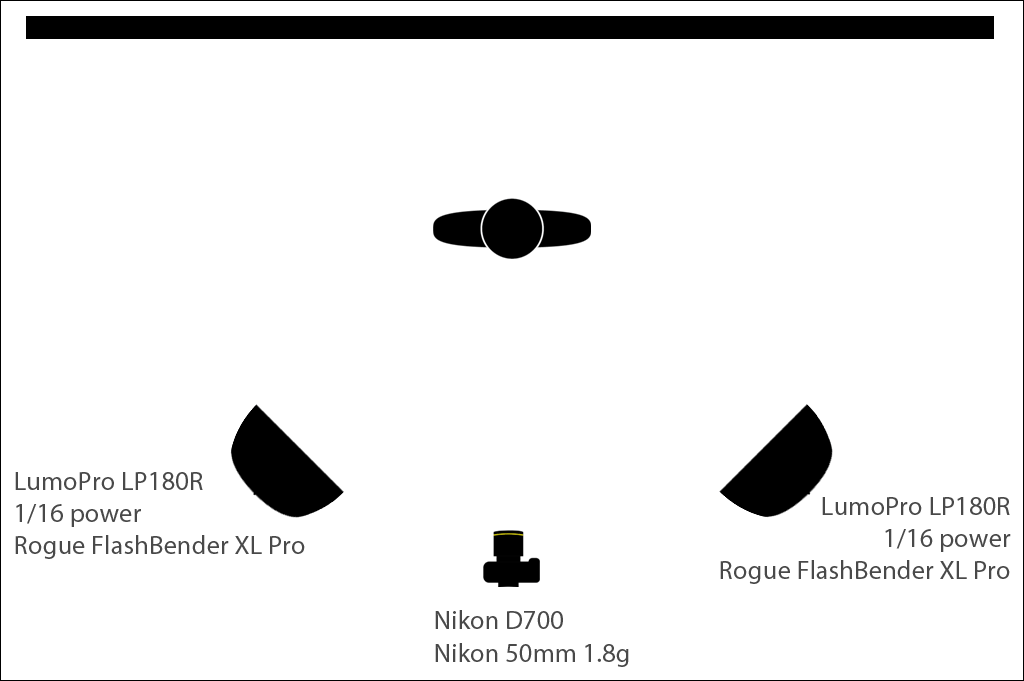 LumoPro LP180R
1/16 power
Rogue FlashBender XL Pro
LumoPro LP180R
1/16 power
Rogue FlashBender XL Pro
Nikon D700
Nikon 50mm 1.8g